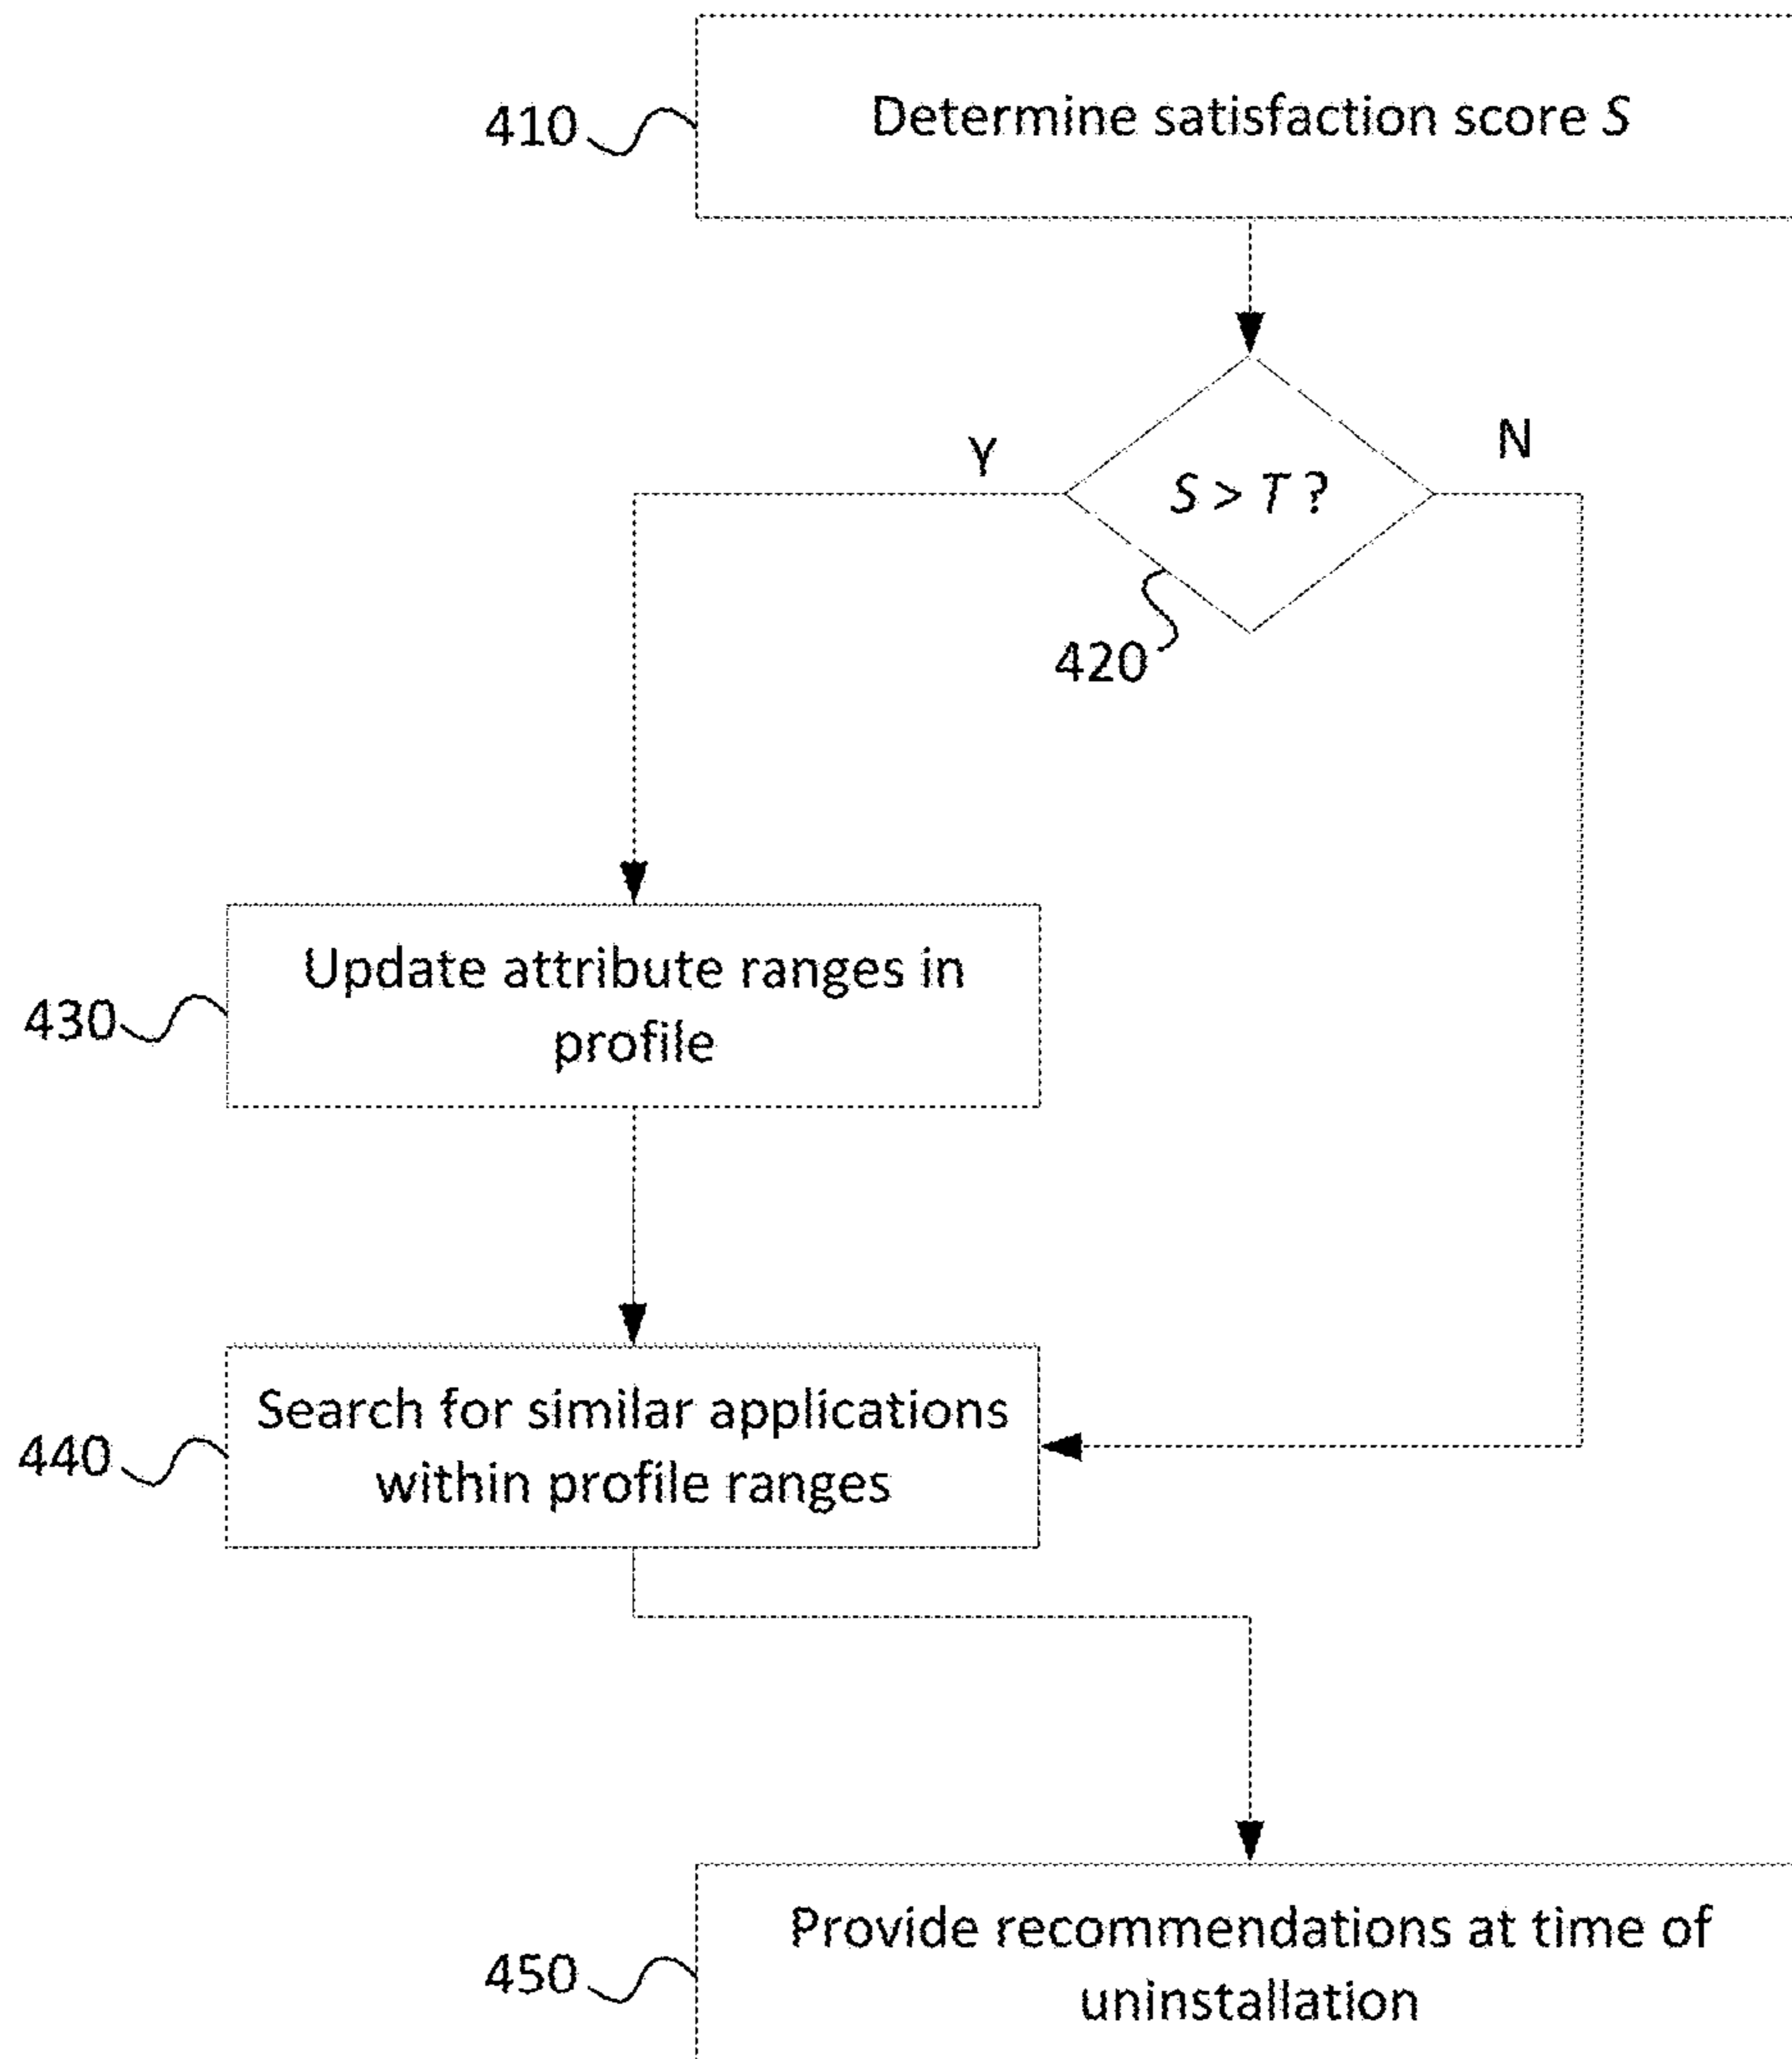 410
Determine satisfaction score S
Y
N
S > T ?
420
Update attribute ranges in
profile
430
Search for similar applications
within profile ranges
440
Provide recommendations at time of
uninstallation
450